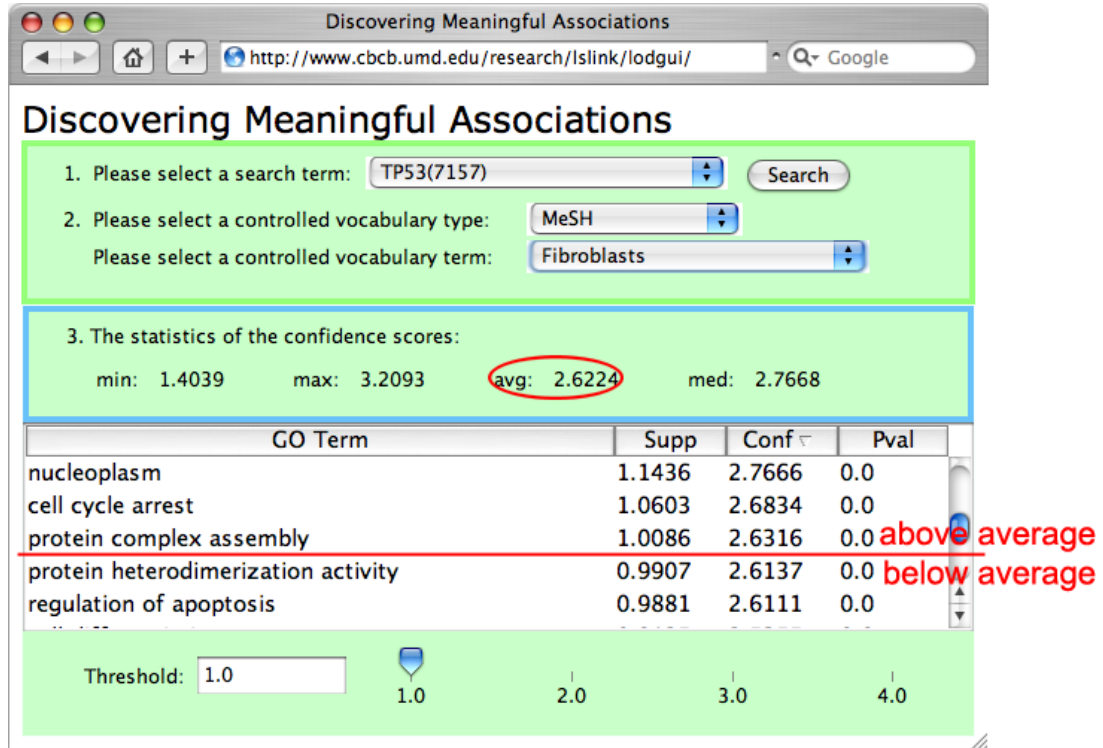 Discovering Meaningful Associations
http://www.cbcb.umd.edu/research/lslink/lodgui/
Google
Discovering Meaningful Associations
1. Please select a search term: TP53(7157) Search
2. Please select a controlled vocabulary type: MeSH
Please select a controlled vocabulary term: Fibroblasts
3. The statistics of the confidence scores:
min: 1.4039 max: 3.2093 avg: 2.6224 med: 2.7668
GO Term Supp Conf Pval
nucleoplasm 1.1436 2.7666 0.0
cell cycle arrest 1.0603 2.6834 0.0
protein complex assembly 1.0086 2.6316 0.0 above average
protein heterodimerization activity 0.9907 2.6137 0.0 below average
regulation of apoptosis 0.9881 2.6111 0.0
Threshold: 1.0
1.0 2.0 3.0 4.0